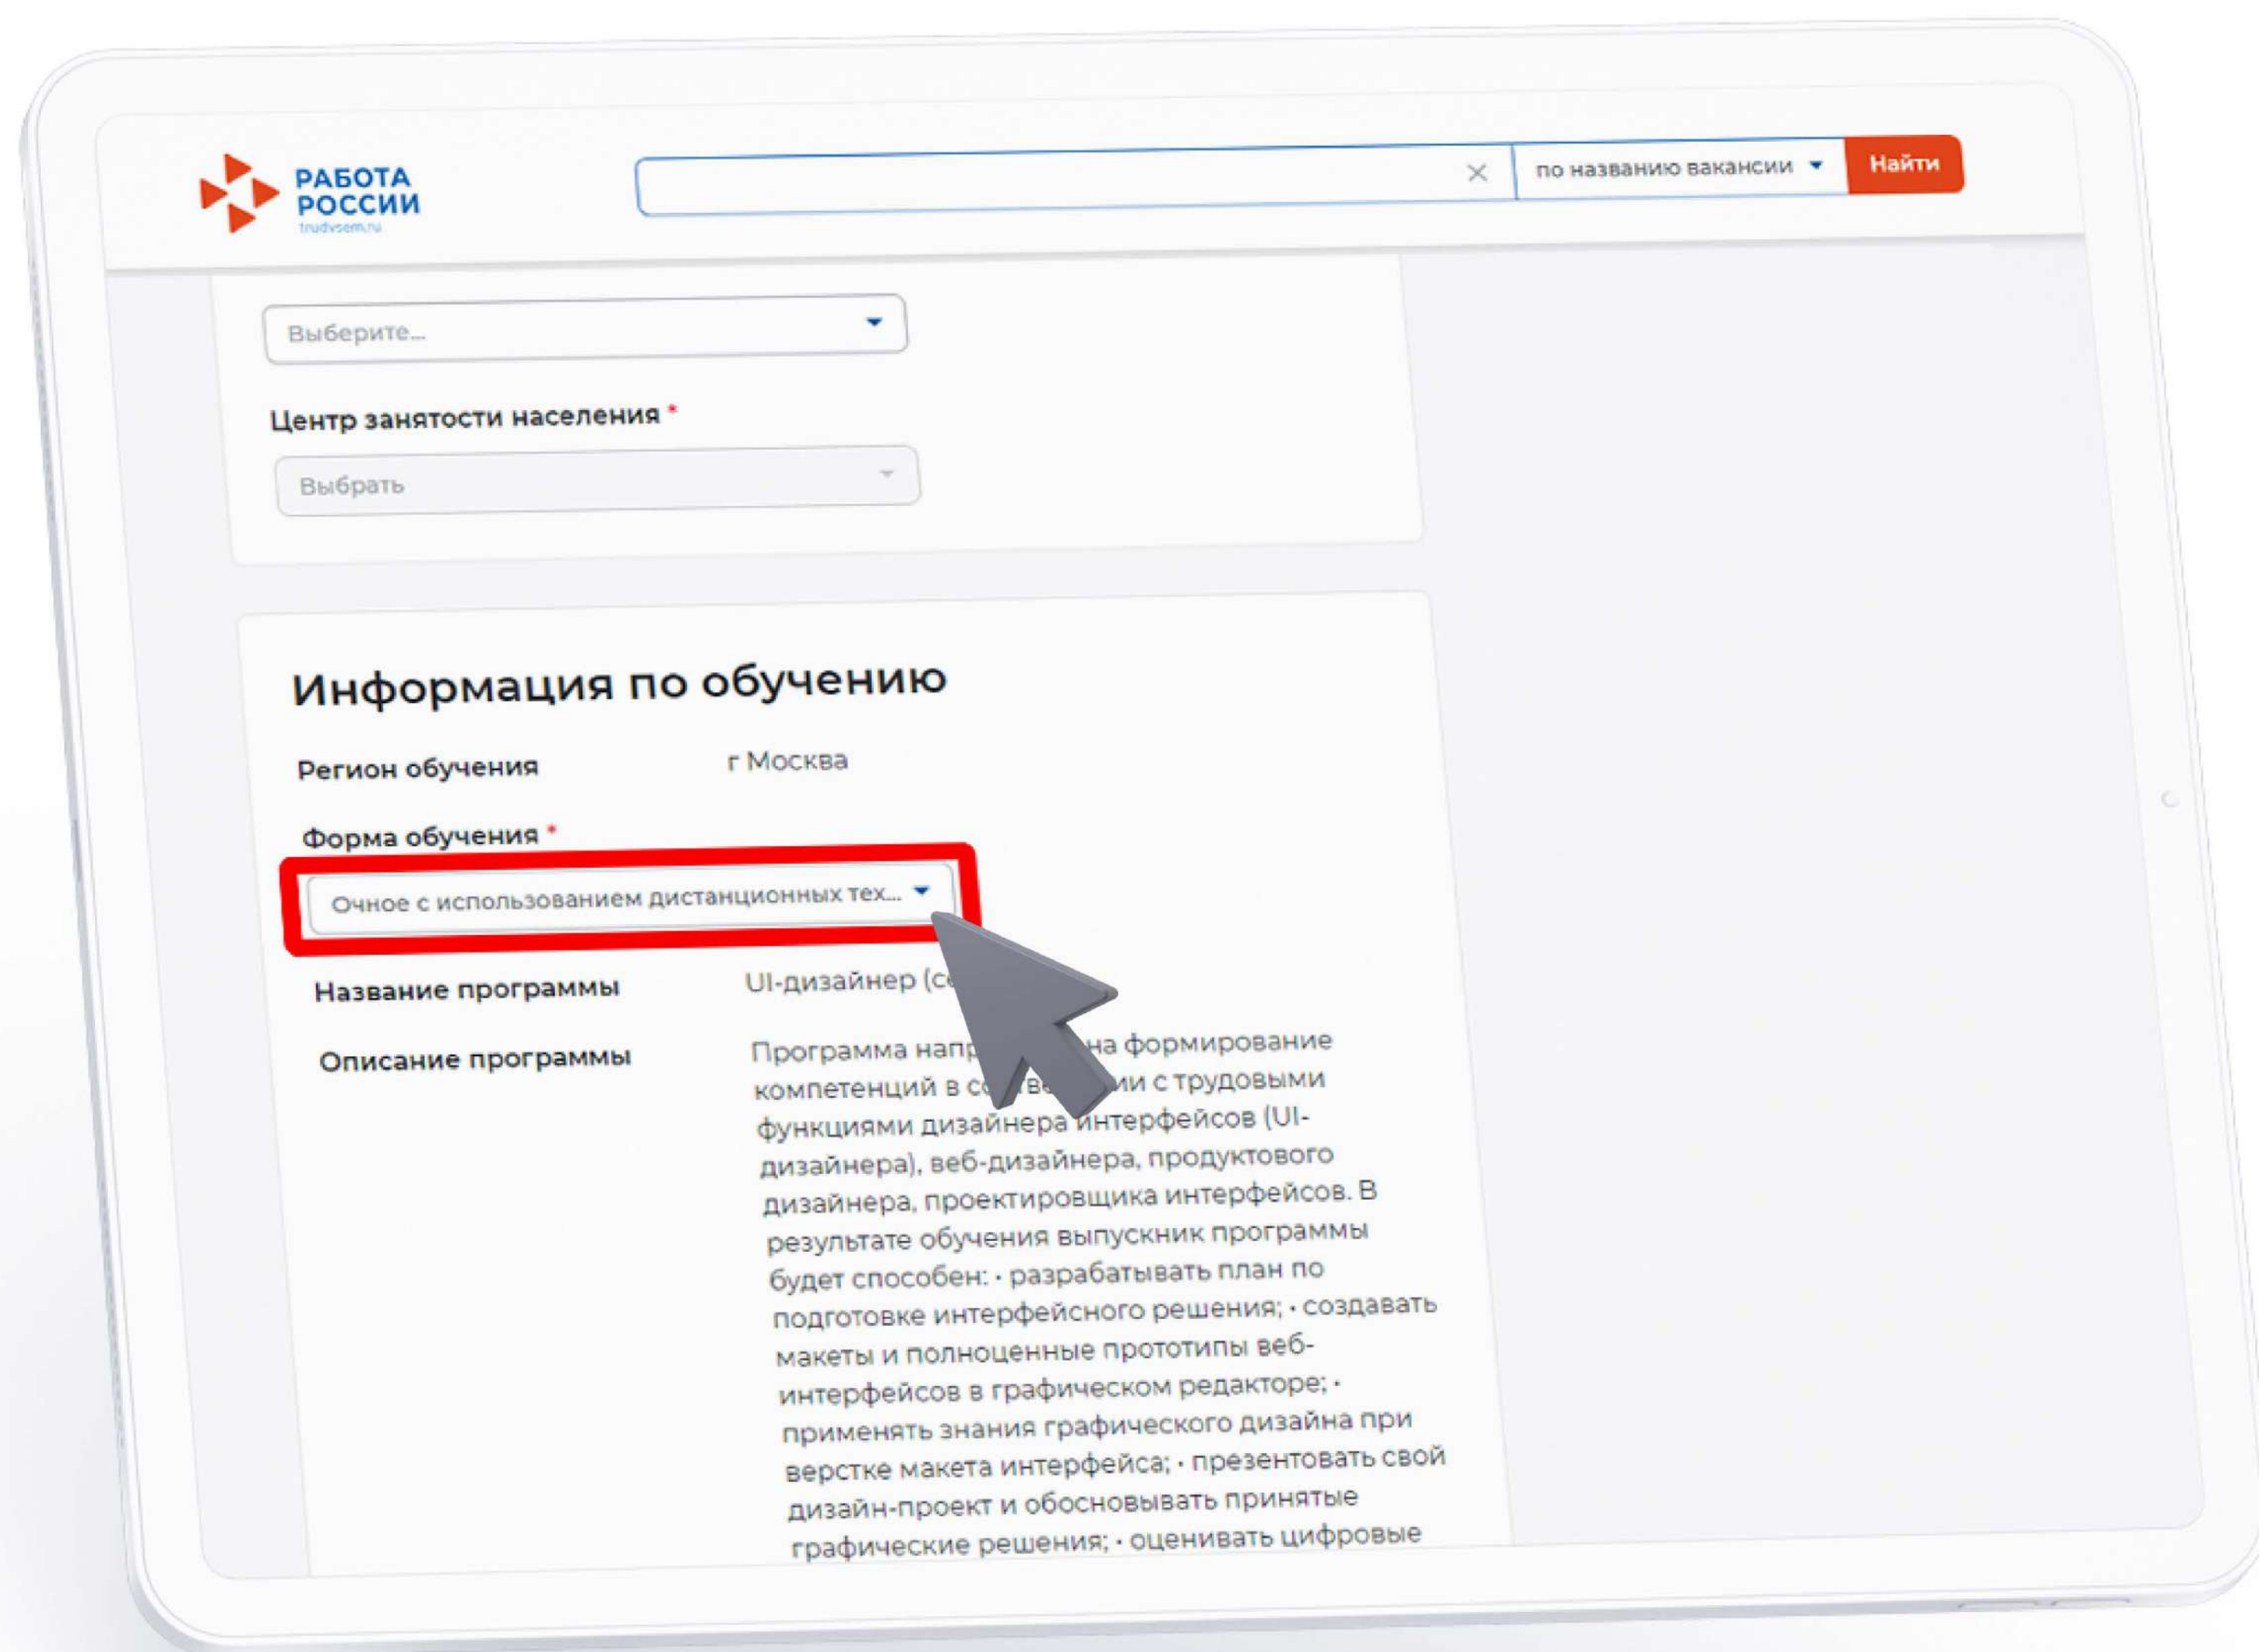 РАБОТА
РОССИИ
trudvsem.ru
по названию вакансии
Найти
Выберите...
Центр занятости населения *
Выбрать
Информация по обучению
Регион обучения
г Москва
Форма обучения *
Очное с использованием дистанционных тех...
Название программы
UI-дизайнер
Описание программы
Программа на формирование
компетенций в с трудовыми
функциями дизайнера интерфейсов (UI-
дизайнера), веб-дизайнера, продуктового
дизайнера, проектировщика интерфейсов. В
результате обучения выпускник программы
будет способен: • разрабатывать план по
подготовке интерфейсного решения; • создавать
макеты и полноценные прототипы веб-
интерфейсов в графическом редакторе; •
применять знания графического дизайна при
верстке макета интерфейса; • презентовать свой
дизайн-проект и обосновывать принятые
графические решения; • оценивать цифровые